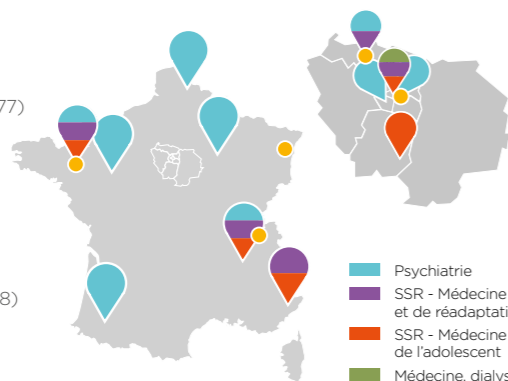 77)
8)
Psychiatrie
SSR - Médecine
et de réadaptati
SSR - Médecine
de l'adolescent
Médecine, dialys